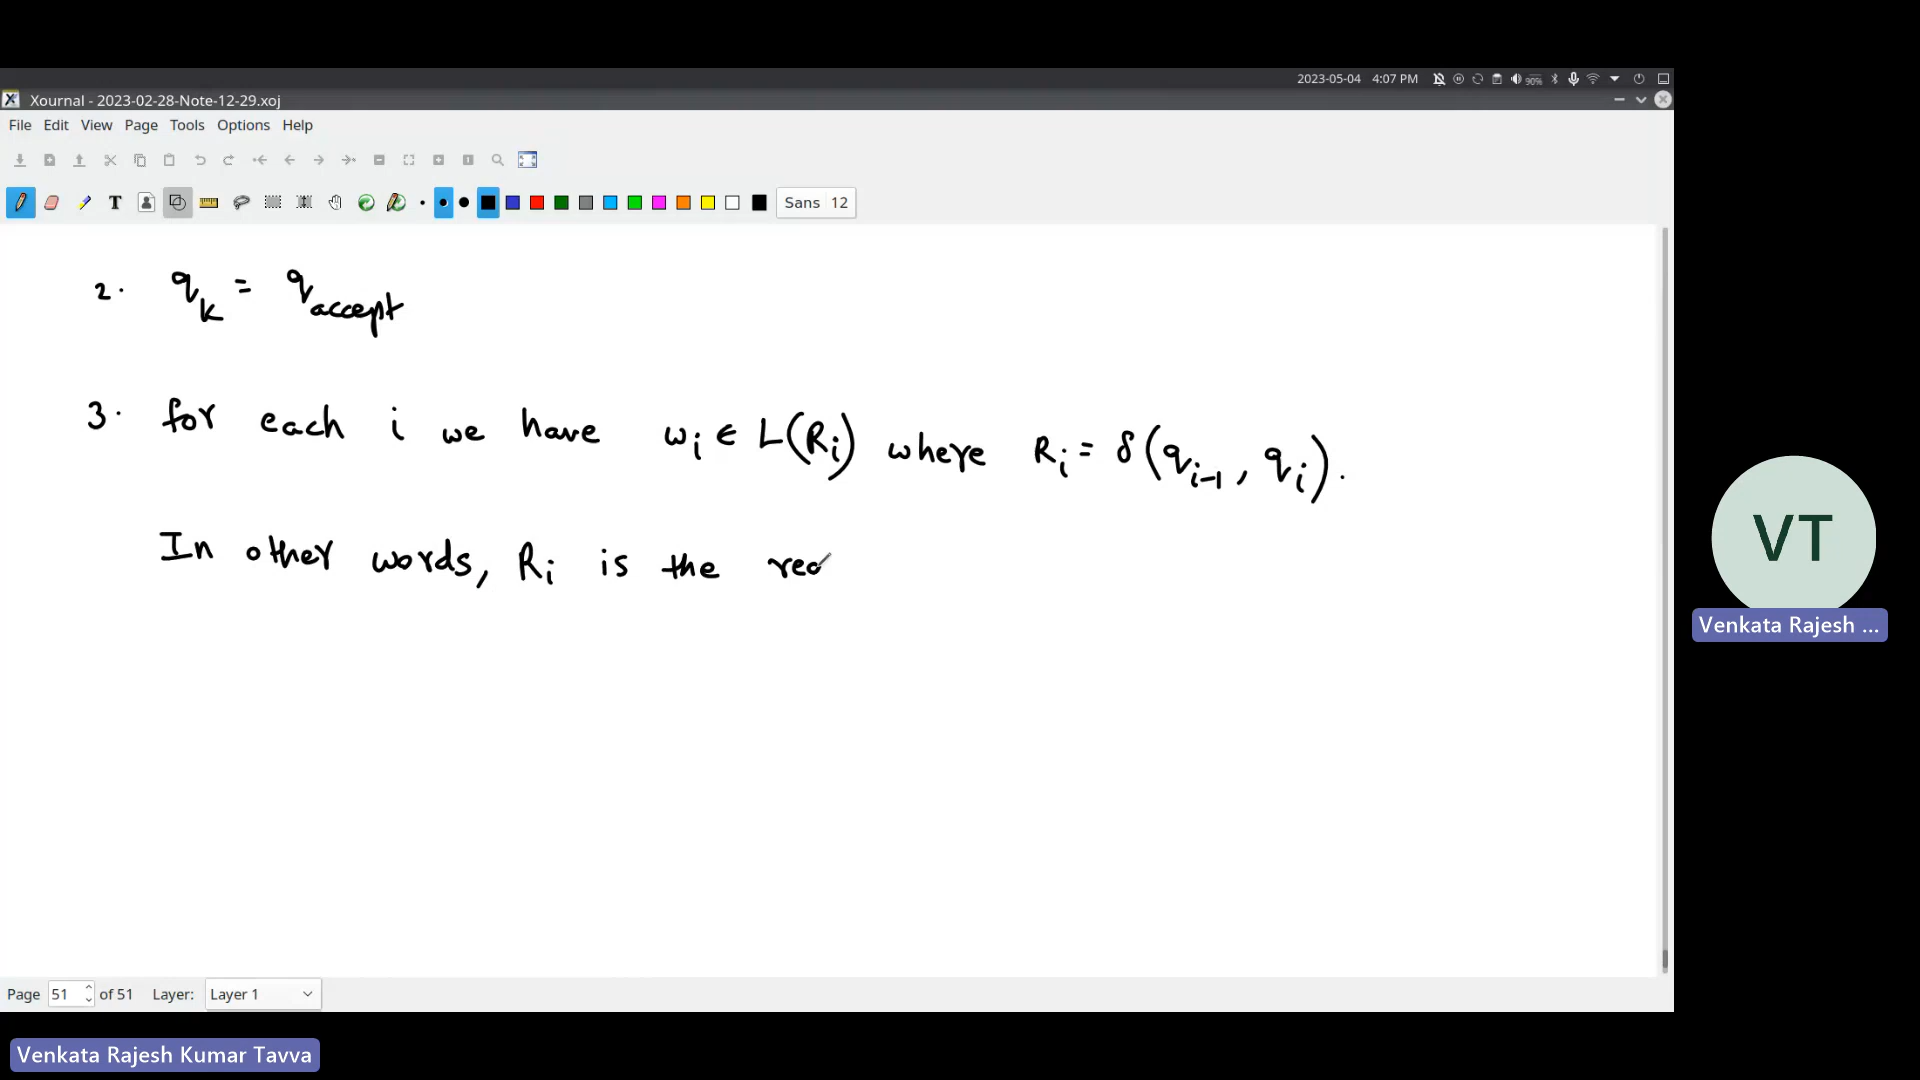 2023-05-04 4:07 PM 90%
Xournal - 2023-02-28-Note-12-29.xoj
File Edit View Page Tools Options Help
T Sans 12
2. q_k = q_accept
3. for each i we have w_i ∈ L(R_i) where R_i = δ(q_{i-1}, q_i).
In other words, R_i is the
VT
Venkata Rajesh ...
Page 51 of 51 Layer: Layer 1
Venkata Rajesh Kumar Tavva